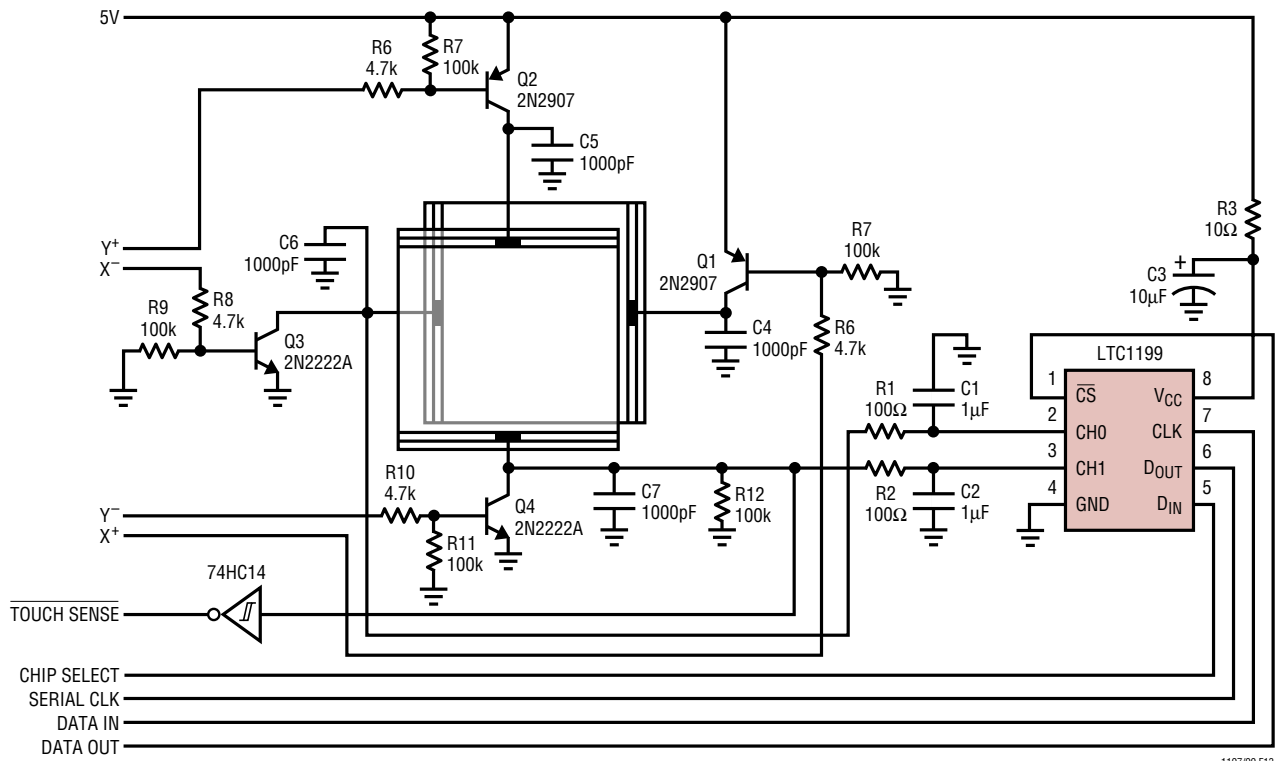 5V
R6
4.7k
R7
100k
Q2
2N2907
C5
1000pF
Y+
X−
C6
1000pF
R9
100k
R8
4.7k
Q3
2N2222A
Q1
2N2907
R7
100k
C4
1000pF
R6
4.7k
R3
10Ω
+
C3
10µF
LTC1199
R1
100Ω
C1
1µF
1 CS VCC 8
2 CH0 CLK 7
3 CH1 DOUT 6
4 GND DIN 5
R10
4.7k
Q4
2N2222A
C7
1000pF
R12
100k
R2
100Ω
C2
1µF
Y−
X+
R11
100k
74HC14
TOUCH SENSE
CHIP SELECT
SERIAL CLK
DATA IN
DATA OUT